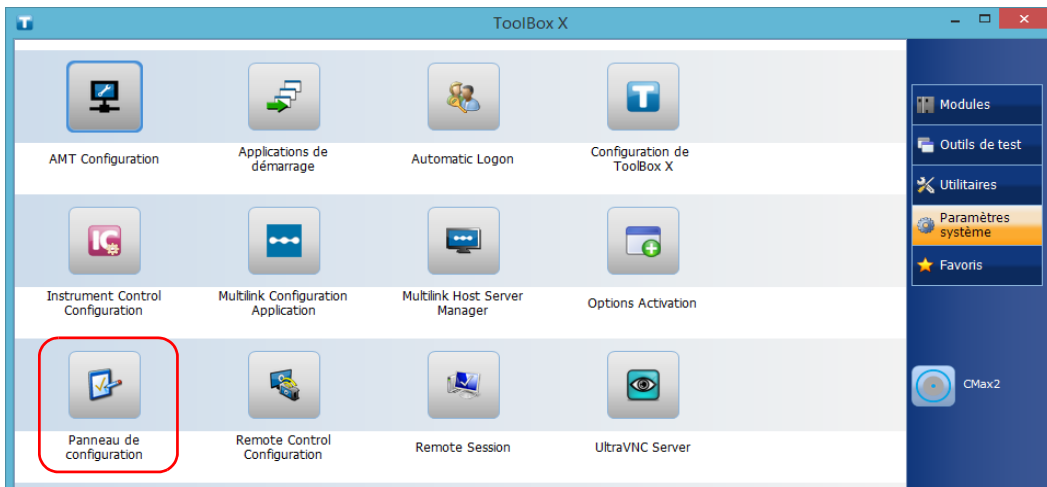 ToolBox X
AMT Configuration
Applications de
démarrage
Automatic Logon
Configuration de
ToolBox X
Instrument Control
Configuration
Multilink Configuration
Application
Multilink Host Server
Manager
Options Activation
Panneau de
configuration
Remote Control
Configuration
Remote Session
UltraVNC Server
Modules
Outils de test
Utilitaires
Paramètres
système
Favoris
CMax2